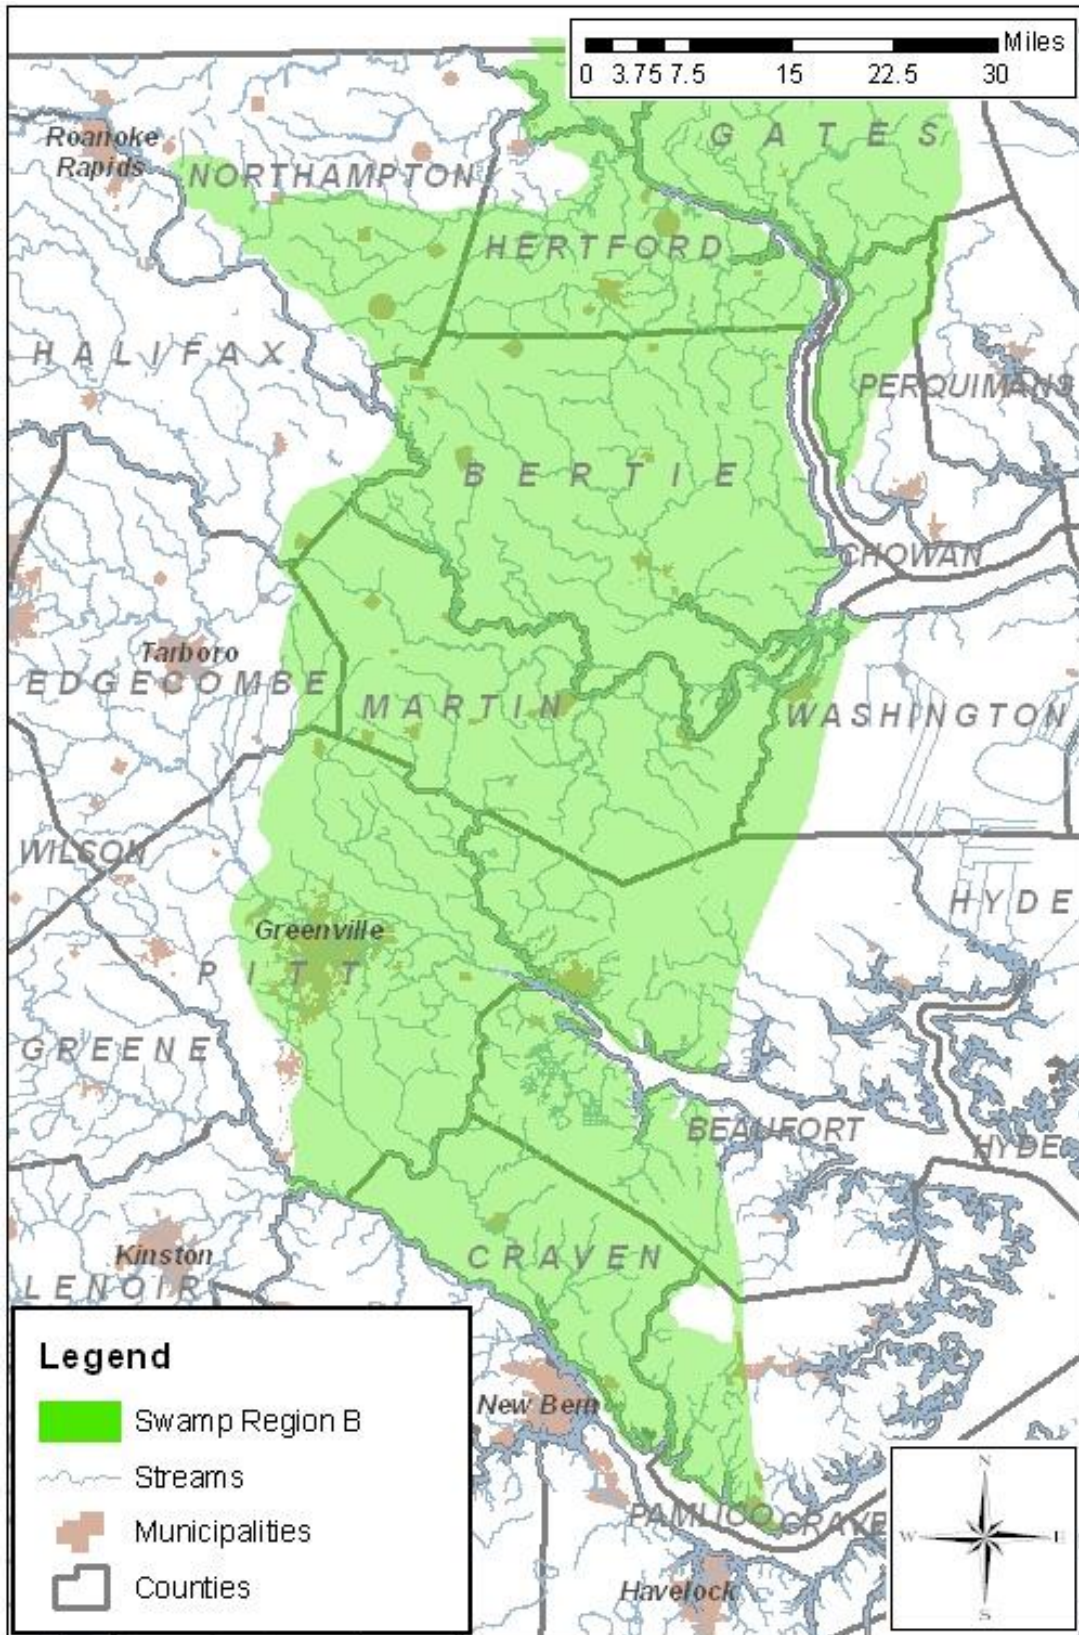 Miles
0 3.75 7.5 15 22.5 30
GATES
Roanoke
Rapids
NORTHAMPTON
HERTFORD
HALIFAX
PERQUIMANS
BERTIE
CHOWAN
Tarboro
EDGECOMBE
MARTIN
WASHINGTON
WILSON
HYDE
Greenville
PITT
GREENE
BEAUFORT
HYDE
Kinston
CRAVEN
LENOIR
Legend
Swamp Region B
Streams
Municipalities
Counties
New Bern
PAMLICO
CRAVE
Havelock
N
W E
S